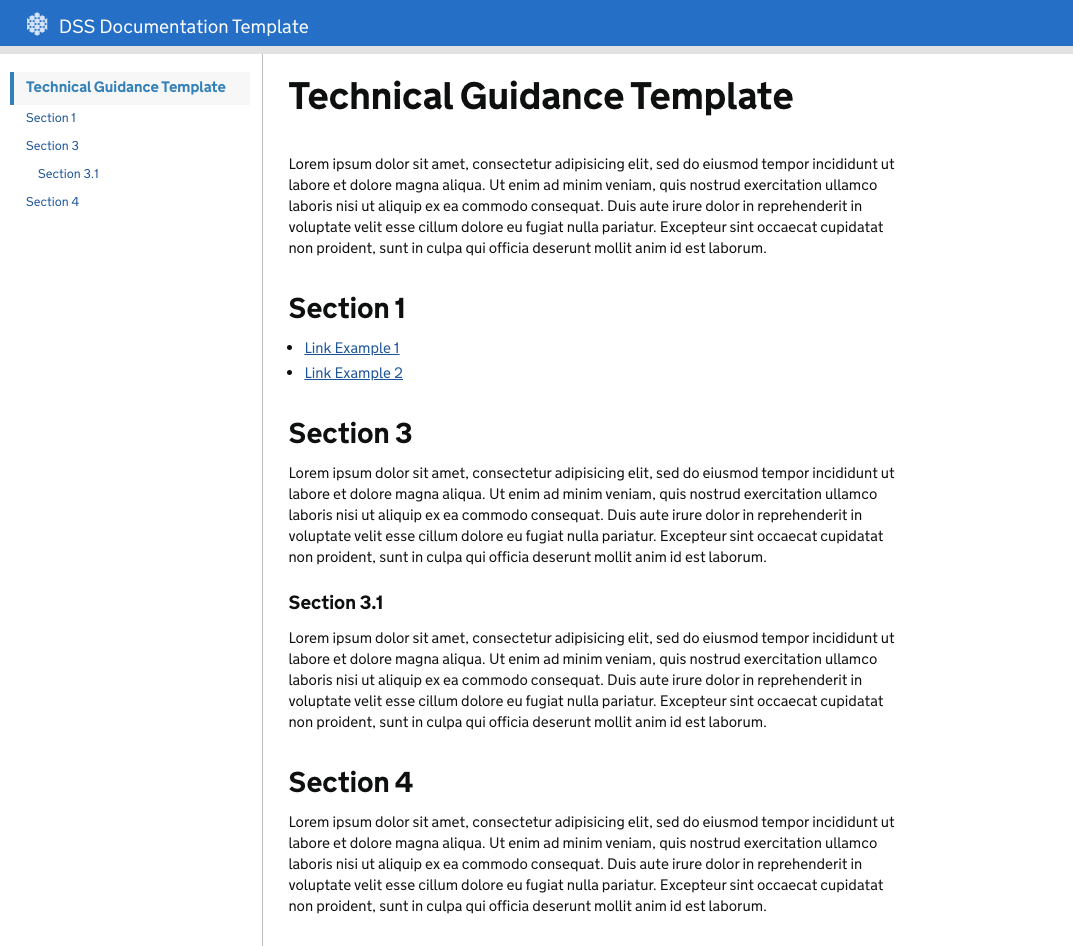 DSS Documentation Template
Technical Guidance Template
Section 1
Section 3
Section 3.1
Section 4
Technical Guidance Template
Lorem ipsum dolor sit amet, consectetur adipisicing elit, sed do eiusmod tempor incididunt ut
labore et dolore magna aliqua. Ut enim ad minim veniam, quis nostrud exercitation ullamco
laboris nisi ut aliquip ex ea commodo consequat. Duis aute irure dolor in reprehenderit in
voluptate velit esse cillum dolore eu fugiat nulla pariatur. Excepteur sint occaecat cupidatat
non proident, sunt in culpa qui officia deserunt mollit anim id est laborum.
Section 1
• Link Example 1
• Link Example 2
Section 3
Lorem ipsum dolor sit amet, consectetur adipisicing elit, sed do eiusmod tempor incididunt ut
labore et dolore magna aliqua. Ut enim ad minim veniam, quis nostrud exercitation ullamco
laboris nisi ut aliquip ex ea commodo consequat. Duis aute irure dolor in reprehenderit in
voluptate velit esse cillum dolore eu fugiat nulla pariatur. Excepteur sint occaecat cupidatat
non proident, sunt in culpa qui officia deserunt mollit anim id est laborum.
Section 3.1
Lorem ipsum dolor sit amet, consectetur adipisicing elit, sed do eiusmod tempor incididunt ut
labore et dolore magna aliqua. Ut enim ad minim veniam, quis nostrud exercitation ullamco
laboris nisi ut aliquip ex ea commodo consequat. Duis aute irure dolor in reprehenderit in
voluptate velit esse cillum dolore eu fugiat nulla pariatur. Excepteur sint occaecat cupidatat
non proident, sunt in culpa qui officia deserunt mollit anim id est laborum.
Section 4
Lorem ipsum dolor sit amet, consectetur adipisicing elit, sed do eiusmod tempor incididunt ut
labore et dolore magna aliqua. Ut enim ad minim veniam, quis nostrud exercitation ullamco
laboris nisi ut aliquip ex ea commodo consequat. Duis aute irure dolor in reprehenderit in
voluptate velit esse cillum dolore eu fugiat nulla pariatur. Excepteur sint occaecat cupidatat
non proident, sunt in culpa qui officia deserunt mollit anim id est laborum.